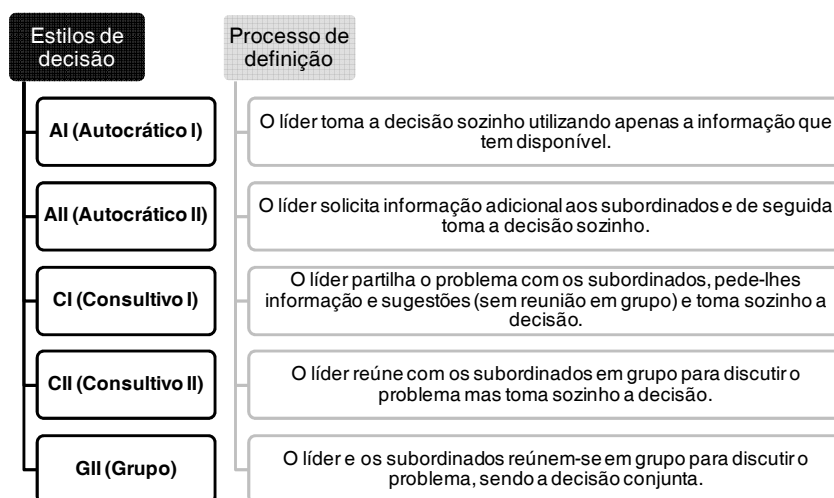 Estilos de
decisão
Processo de
definição
AI (Autocrático I)
O líder toma a decisão sozinho utilizando apenas a informação que
tem disponível.
AII (Autocrático II)
O líder solicita informação adicional aos subordinados e de seguida
toma a decisão sozinho.
CI (Consultivo I)
O líder partilha o problema com os subordinados, pede-lhes
informação e sugestões (sem reunião em grupo) e toma sozinho a
decisão.
CII (Consultivo II)
O líder reúne com os subordinados em grupo para discutir o
problema mas toma sozinho a decisão.
GII (Grupo)
O líder e os subordinados reúnem-se em grupo para discutir o
problema, sendo a decisão conjunta.